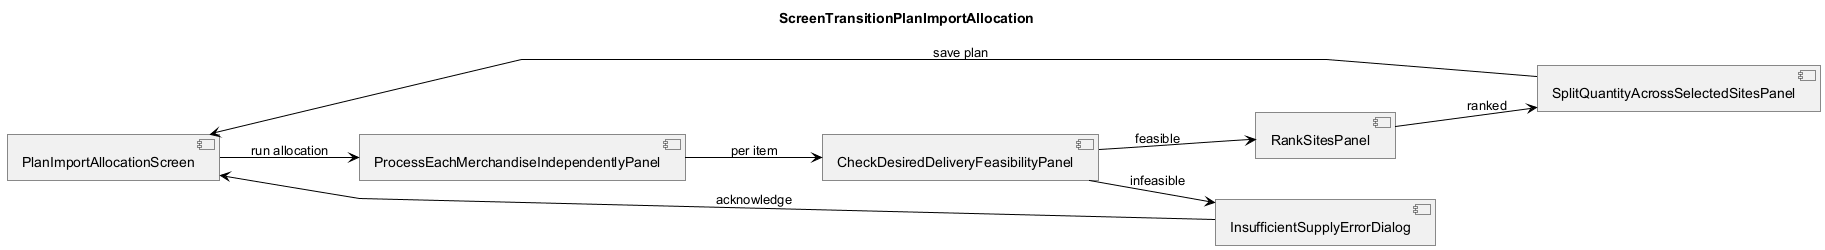 ScreenTransitionPlanImportAllocation
save plan
SplitQuantityAcrossSelectedSitesPanel
ranked
RankSitesPanel
feasible
PlanImportAllocationScreen
run allocation
ProcessEachMerchandiseIndependentlyPanel
per item
CheckDesiredDeliveryFeasibilityPanel
infeasible
acknowledge
InsufficientSupplyErrorDialog